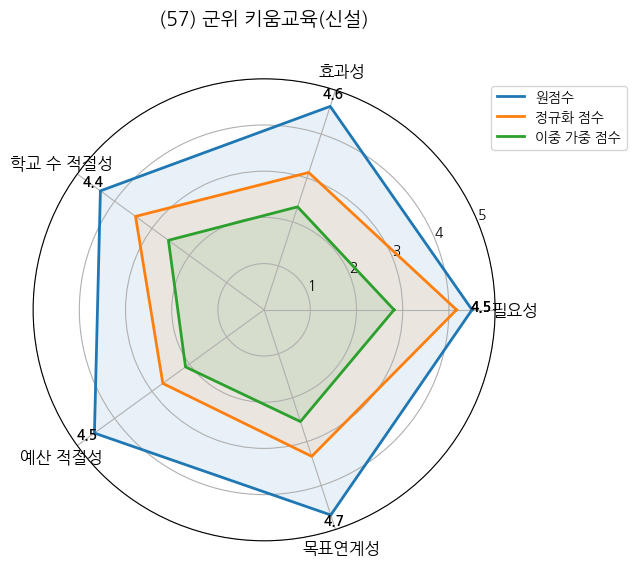 (57) 군위 키움교육(신설)
원점수
정규화 점수
이중 가중 점수
효과성
4.6
학교 수 적절성
4.4
5
4
3
2
1
4.5
필요성
4.5
예산 적절성
4.7
목표연계성